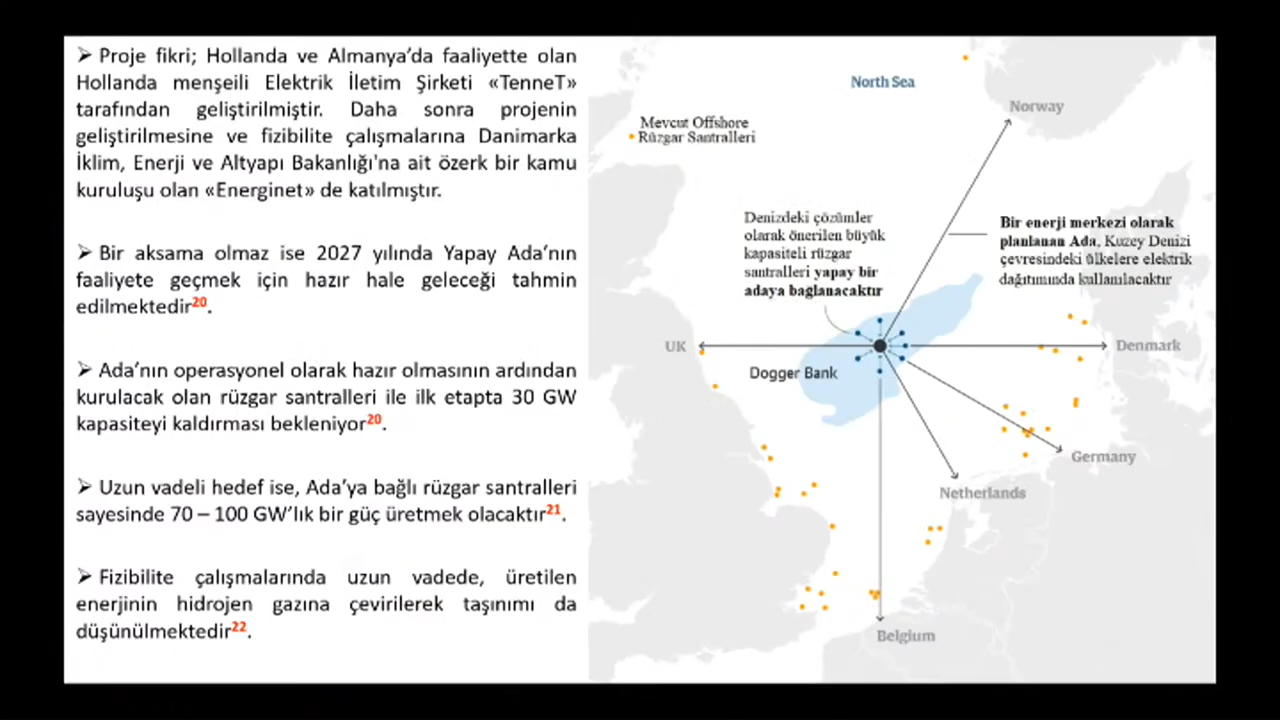 ➢ Proje fikri; Hollanda ve Almanya’da faaliyette olan
Hollanda menşeili Elektrik İletim Şirketi «TenneT»
tarafından geliştirilmiştir. Daha sonra projenin
geliştirilmesine ve fizibilite çalışmalarına Danimarka
İklim, Enerji ve Altyapı Bakanlığı'na ait özerk bir kamu
kuruluşu olan «Energinet» de katılmıştır.
➢ Bir aksama olmaz ise 2027 yılında Yapay Ada’nın
faaliyete geçmek için hazır hale geleceği tahmin
edilmektedir20.
➢ Ada’nın operasyonel olarak hazır olmasının ardından
kurulacak olan rüzgar santralleri ile ilk etapta 30 GW
kapasiteyi kaldırması bekleniyor20.
➢ Uzun vadeli hedef ise, Ada’ya bağlı rüzgar santralleri
sayesinde 70 – 100 GW’lık bir güç üretmek olacaktır21.
➢ Fizibilite çalışmalarında uzun vadede, üretilen
enerjinin hidrojen gazına çevirilerek taşınımı da
düşünülmektedir22.
North Sea
Norway
Mevcut Offshore
Rüzgar Santralleri
Denizdeki çözümler
olarak önerilen büyük
kapasiteli rüzgar
santralleri yapay bir
adaya bağlanacaktır
Bir enerji merkezi olarak
planlanan Ada, Kuzey Denizi
çevresindeki ülkelere elektrik
dağıtımında kullanılacaktır
UK
Denmark
Dogger Bank
Germany
Netherlands
Belgium